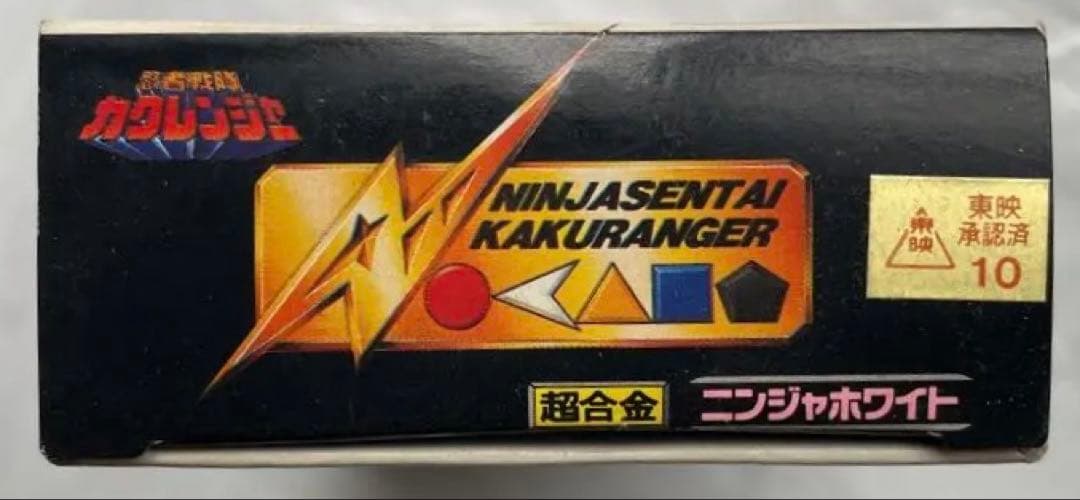 忍者戦隊
カクレンジャー
NINJASENTAI
KAKURANGER
東映
東映
承認済
10
超合金
ニンジャホワイト